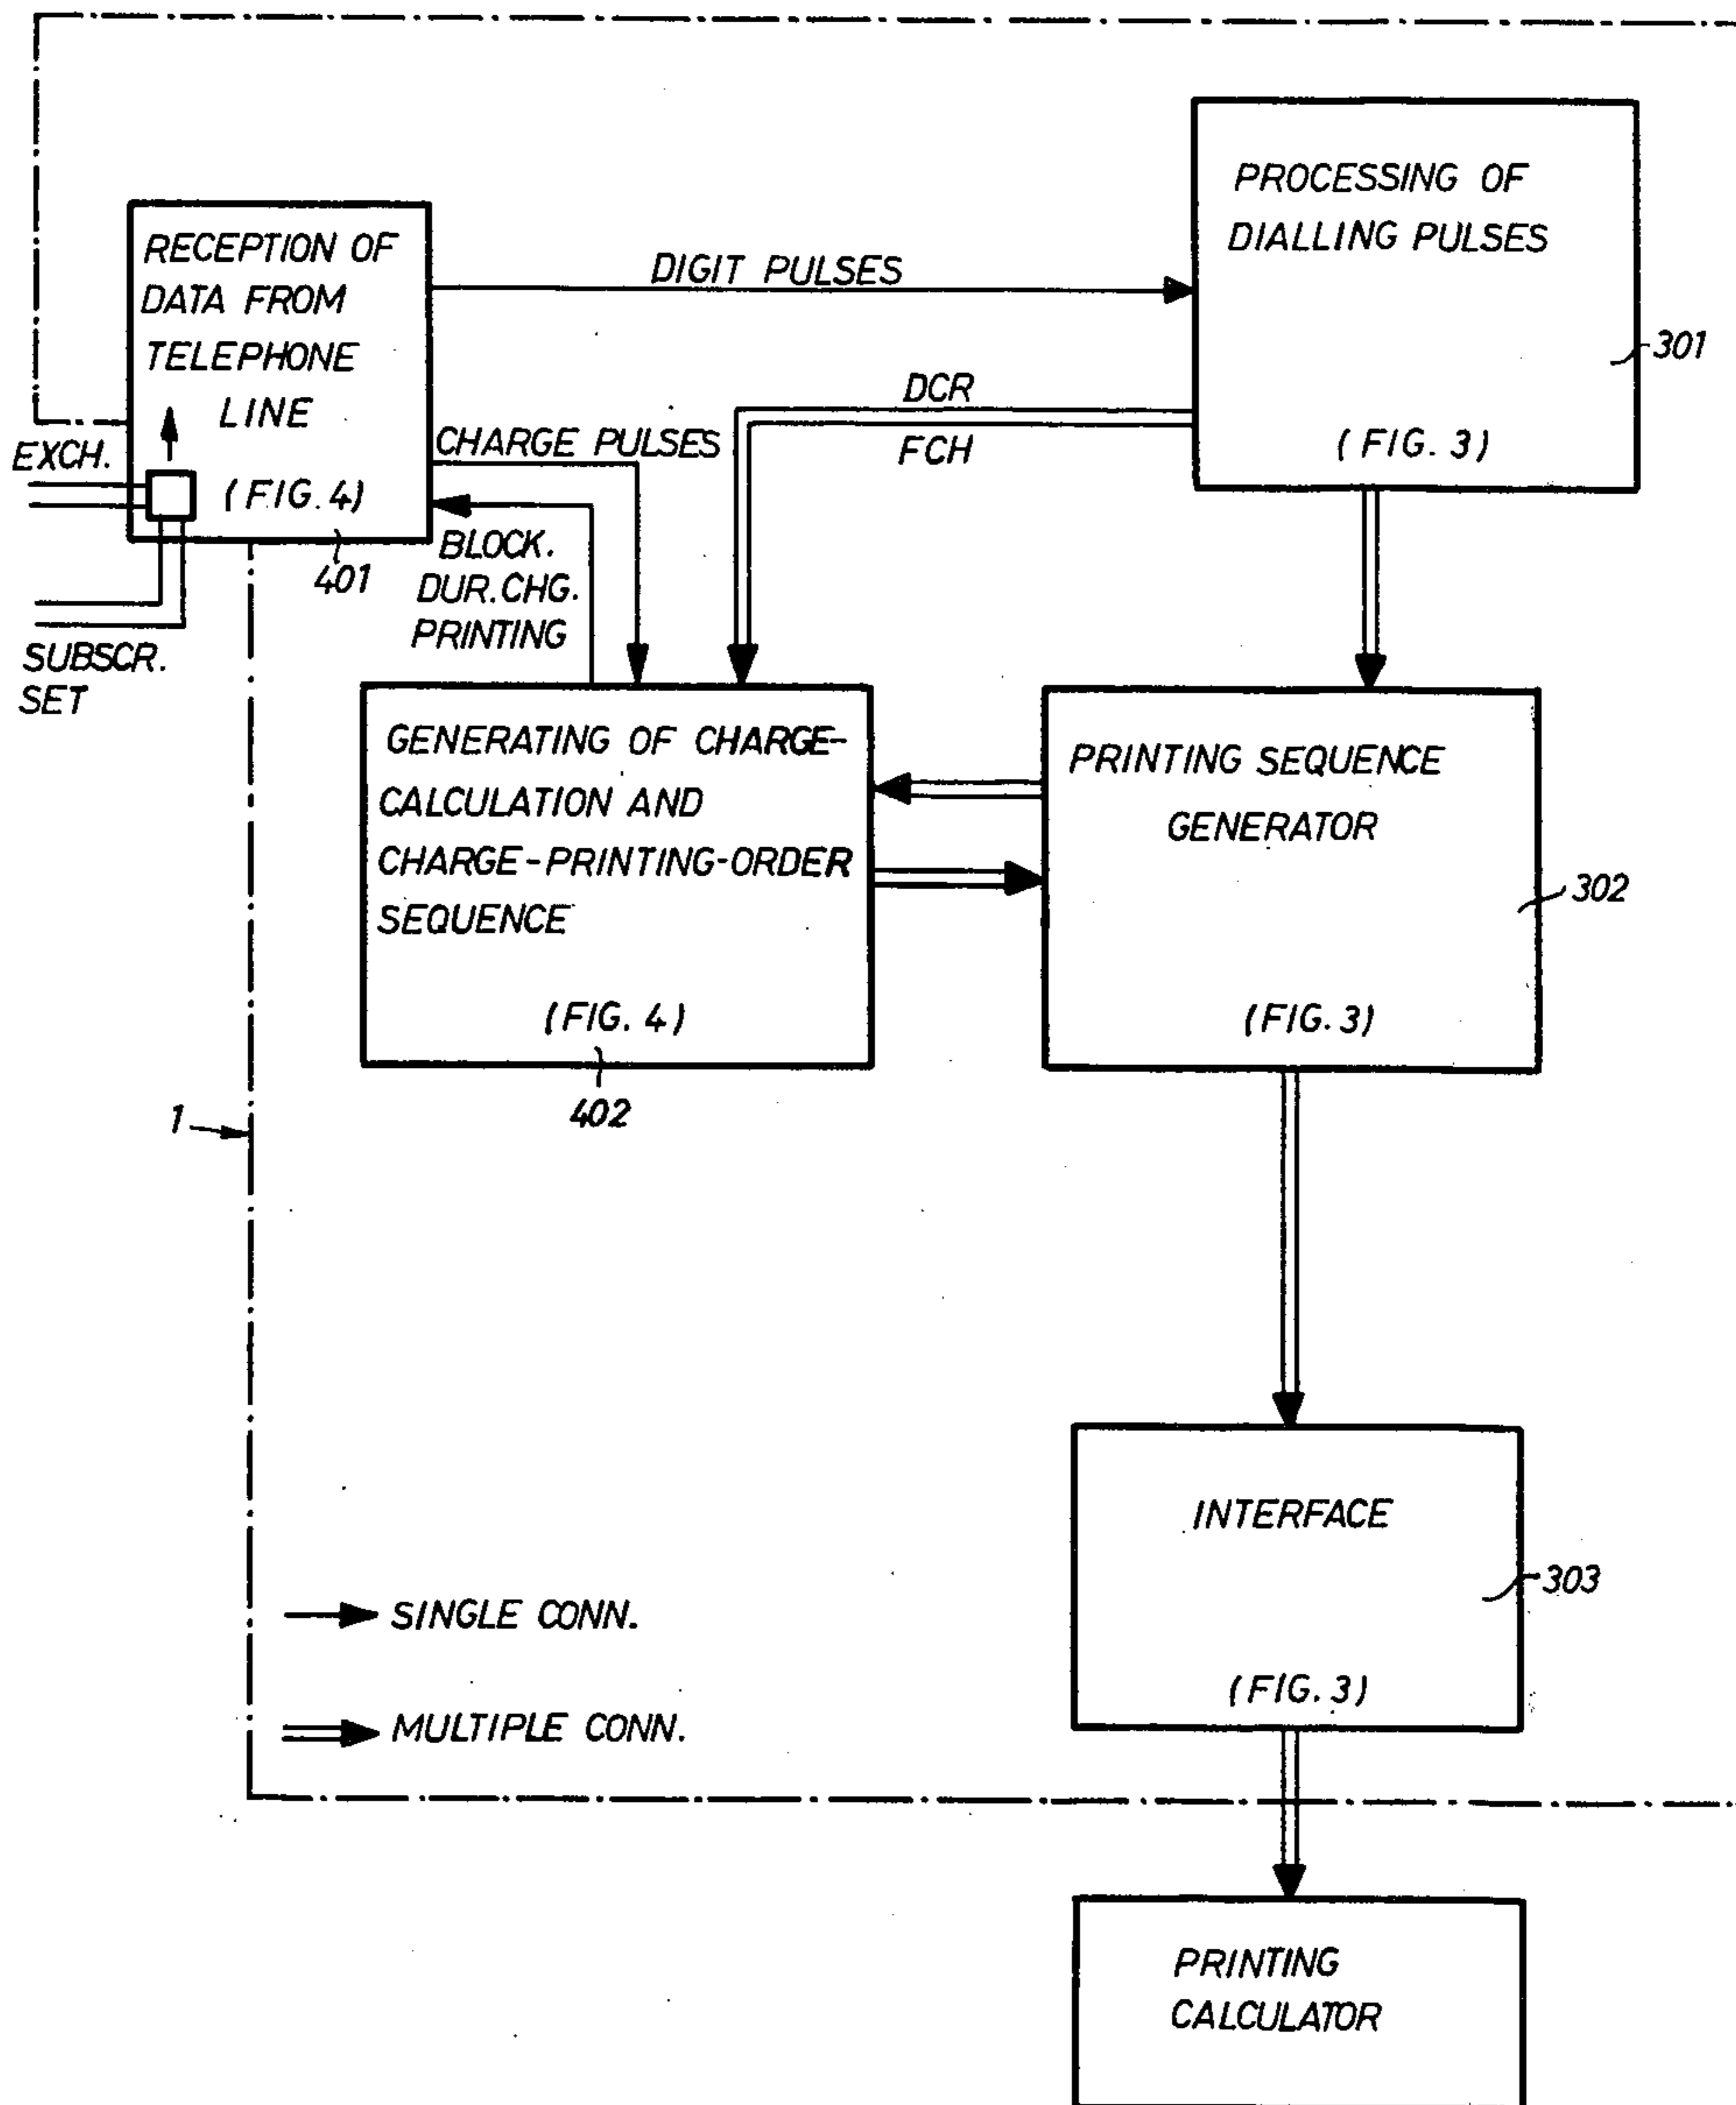 PROCESSING OF
DIALLING PULSES
(FIG. 3)
301
RECEPTION OF
DATA FROM
TELEPHONE
LINE
(FIG. 4)
401
EXCH.
SUBSCR.
SET
DIGIT PULSES
DCR
FCH
CHARGE PULSES
BLOCK.
DUR.CHG.
PRINTING
GENERATING OF CHARGE-
CALCULATION AND
CHARGE-PRINTING-ORDER
SEQUENCE
(FIG. 4)
402
PRINTING SEQUENCE
GENERATOR
(FIG. 3)
302
1
INTERFACE
(FIG. 3)
303
SINGLE CONN.
MULTIPLE CONN.
PRINTING
CALCULATOR